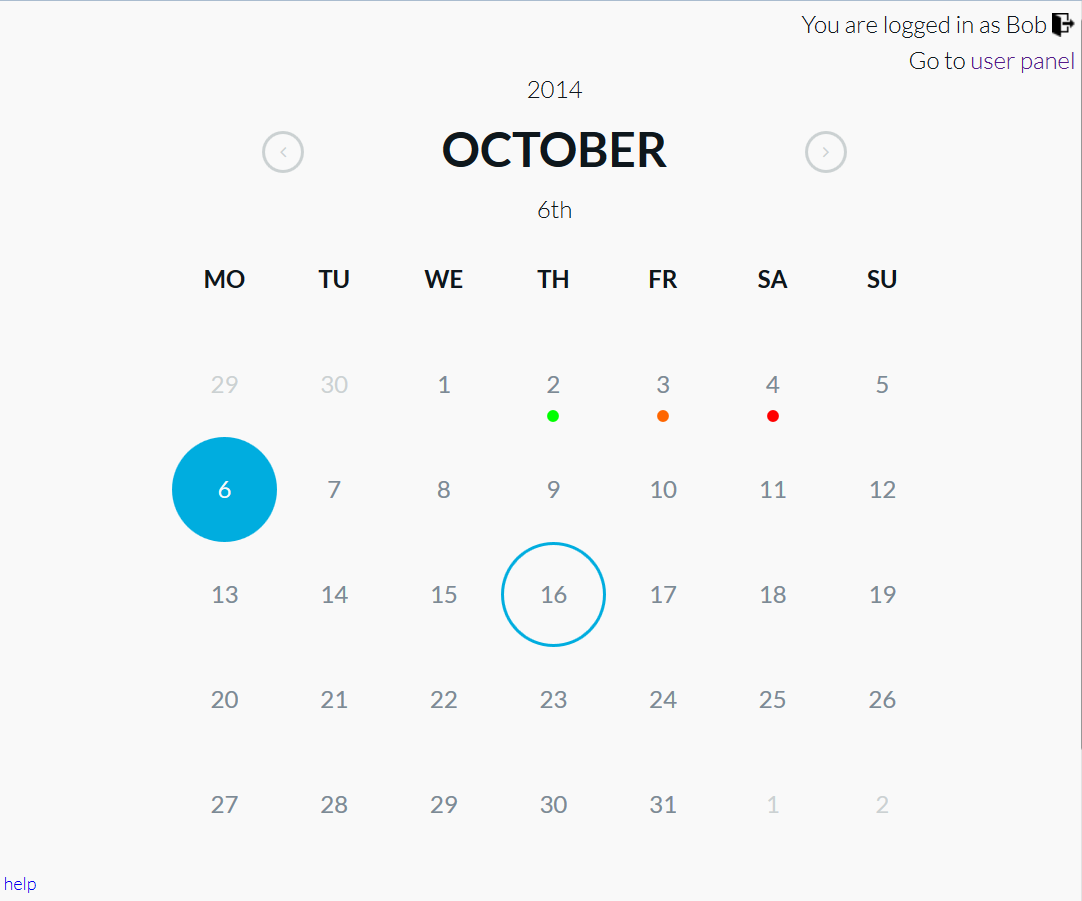 You are logged in as Bob
Go to user panel
2014
OCTOBER
6th
MO TU WE TH FR SA SU
29 30 1 2 3 4 5
6 7 8 9 10 11 12
13 14 15 16 17 18 19
20 21 22 23 24 25 26
27 28 29 30 31 1 2
help